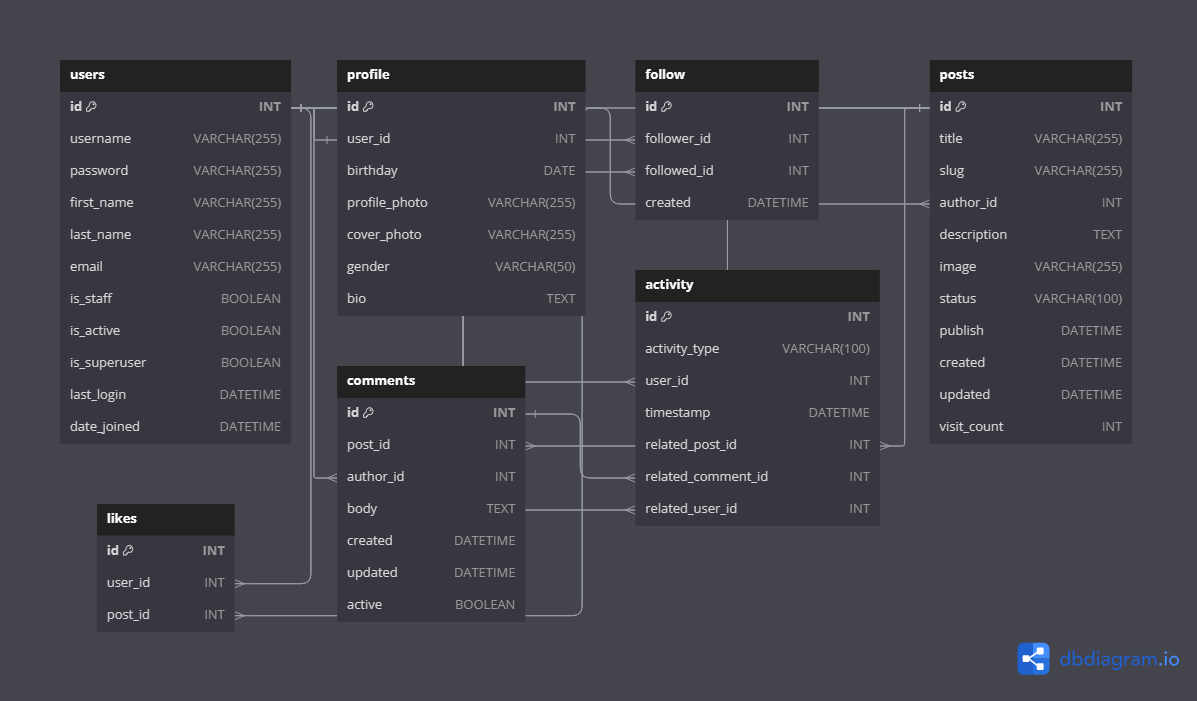 users
id INT
username VARCHAR(255)
password VARCHAR(255)
first_name VARCHAR(255)
last_name VARCHAR(255)
email VARCHAR(255)
is_staff BOOLEAN
is_active BOOLEAN
is_superuser BOOLEAN
last_login DATETIME
date_joined DATETIME
profile
id INT
user_id INT
birthday DATE
profile_photo VARCHAR(255)
cover_photo VARCHAR(255)
gender VARCHAR(50)
bio TEXT
follow
id INT
follower_id INT
followed_id INT
created DATETIME
posts
id INT
title VARCHAR(255)
slug VARCHAR(255)
author_id INT
description TEXT
image VARCHAR(255)
status VARCHAR(100)
publish DATETIME
created DATETIME
updated DATETIME
visit_count INT
activity
id INT
activity_type VARCHAR(100)
user_id INT
timestamp DATETIME
related_post_id INT
related_comment_id INT
related_user_id INT
comments
id INT
post_id INT
author_id INT
body TEXT
created DATETIME
updated DATETIME
active BOOLEAN
likes
id INT
user_id INT
post_id INT
dbdiagram.io